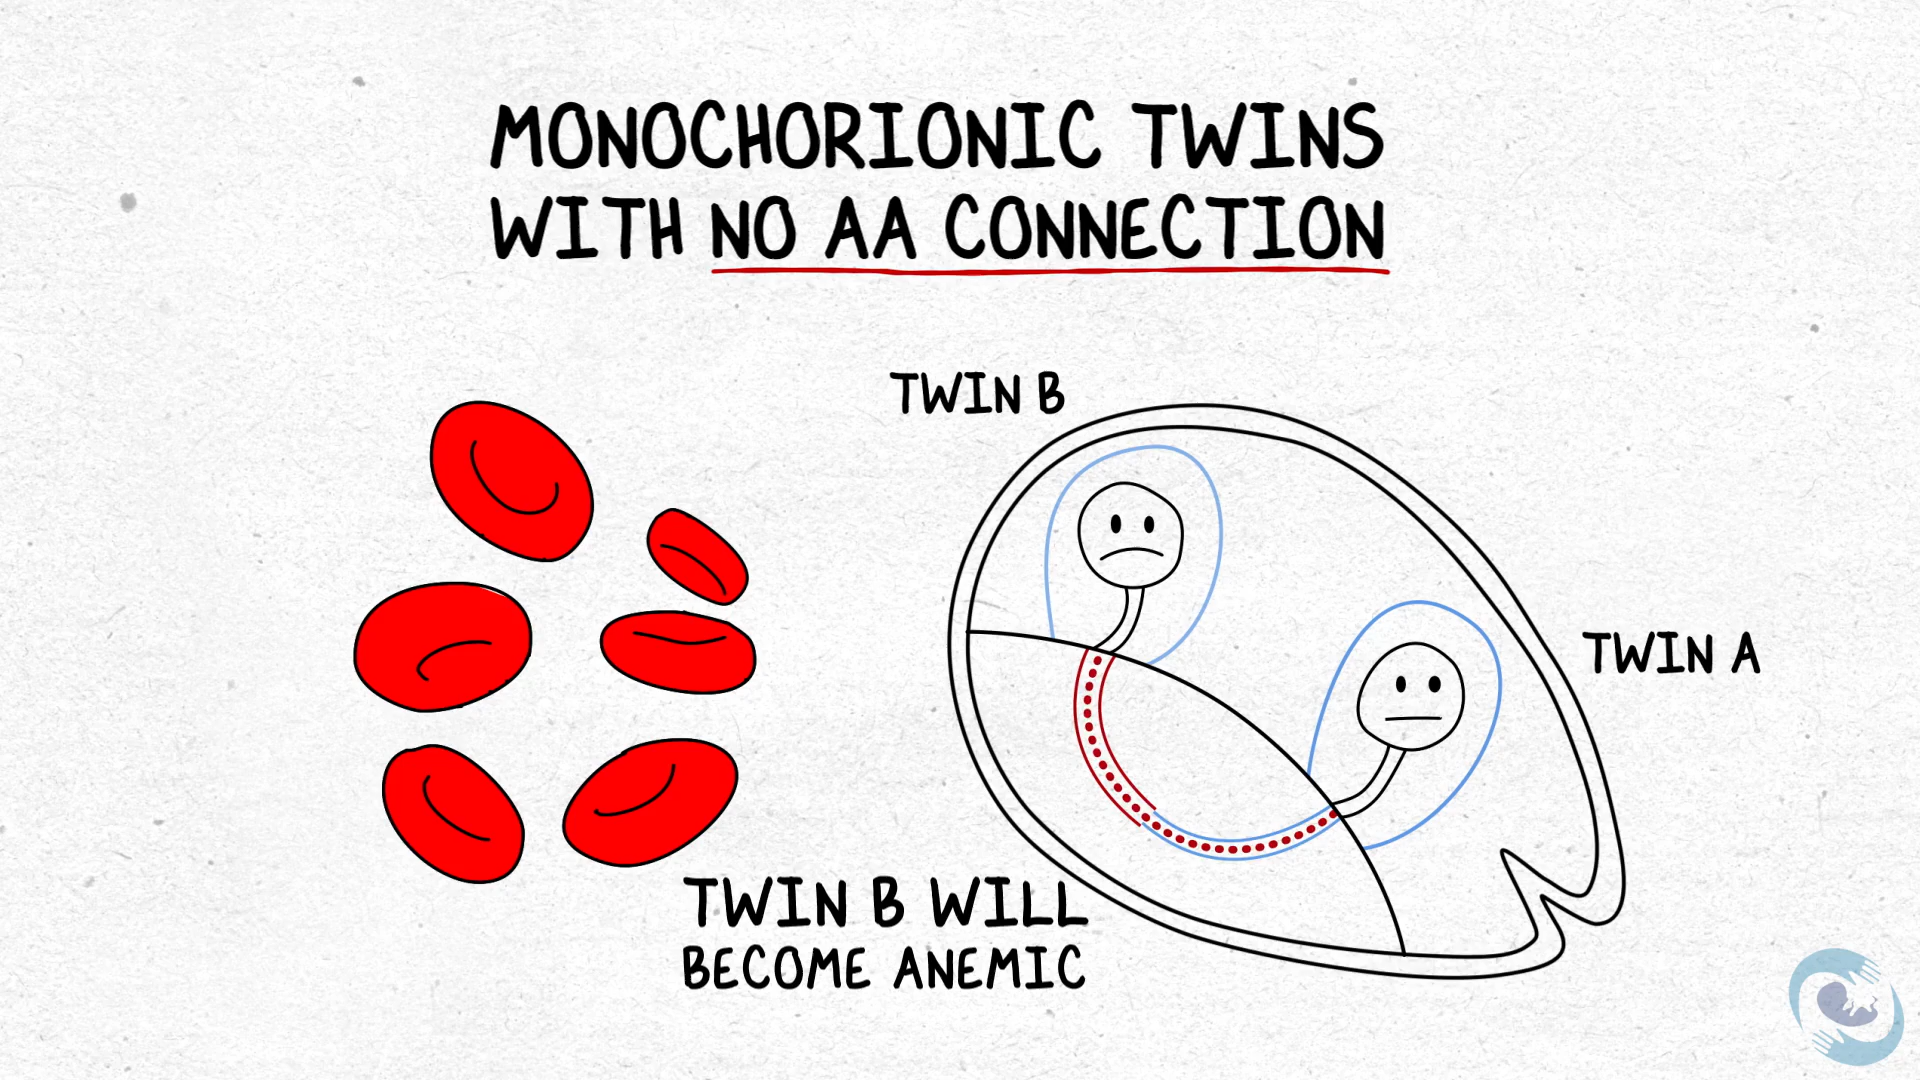 MONOCHORIONIC TWINS
WITH NO AA CONNECTION
TWIN B
TWIN A
TWIN B WILL
BECOME ANEMIC